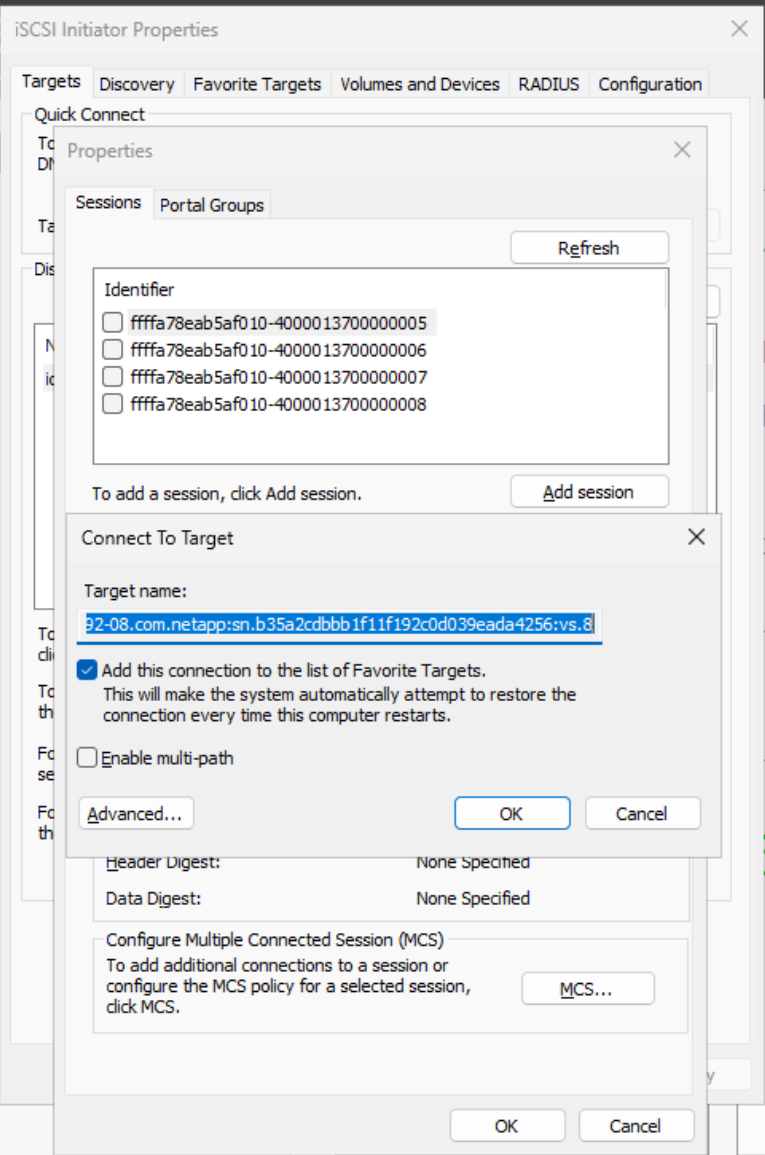 iSCSI Initiator Properties
Targets Discovery Favorite Targets Volumes and Devices RADIUS Configuration
Quick Connect
Properties
Sessions Portal Groups
Refresh
Identifier
ffffa78eab5af010-4000013700000005
ffffa78eab5af010-4000013700000006
ffffa78eab5af010-4000013700000007
ffffa78eab5af010-4000013700000008
To add a session, click Add session.
Add session
Connect To Target
Target name:
92-08.com.netapp:sn.b35a2cdbbb1f11f192c0d039eada4256:vs.8
Add this connection to the list of Favorite Targets.
This will make the system automatically attempt to restore the
connection every time this computer restarts.
Enable multi-path
Advanced...
OK
Cancel
Header Digest: None Specified
Data Digest: None Specified
Configure Multiple Connected Session (MCS)
To add additional connections to a session or
configure the MCS policy for a selected session,
click MCS.
MCS...
OK
Cancel